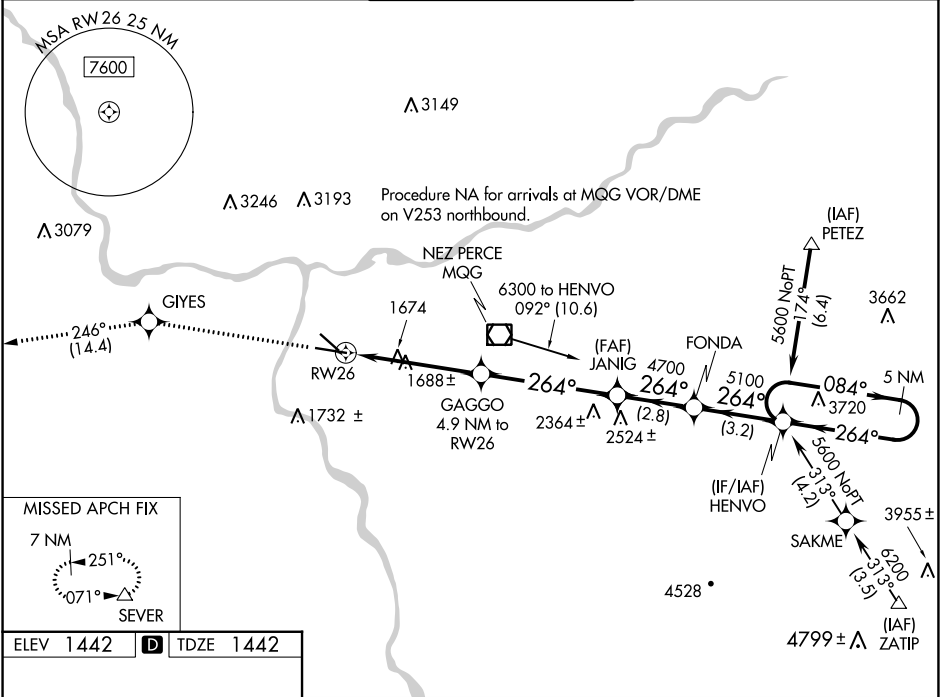 MSA RW26 25 NM
7600
3149
3246
3193
3079
Procedure NA for arrivals at MQG VOR/DME
on V253 northbound.
(IAF)
PETEZ
NEZ PERCE
MQG
6300 to HENVO
092° (10.6)
5600 NoPT
174°
(6.4)
3662
GIYES
246°
(14.4)
1674
RW26
1688±
(FAF)
JANIG
4700
FONDA
5100
084°
5 NM
3720
264°
264°
264°
264°
(2.8)
(3.2)
GAGGO
4.9 NM to
RW26
2364±
2524±
1732 ±
(IF/IAF)
HENVO
5600 NoPT
313°
(4.2)
SAKME
3955±
6200
313°
(3.5)
(IAF)
ZATIP
4528
4799±
MISSED APCH FIX
7 NM
251°
071°
SEVER
ELEV 1442 D TDZE 1442